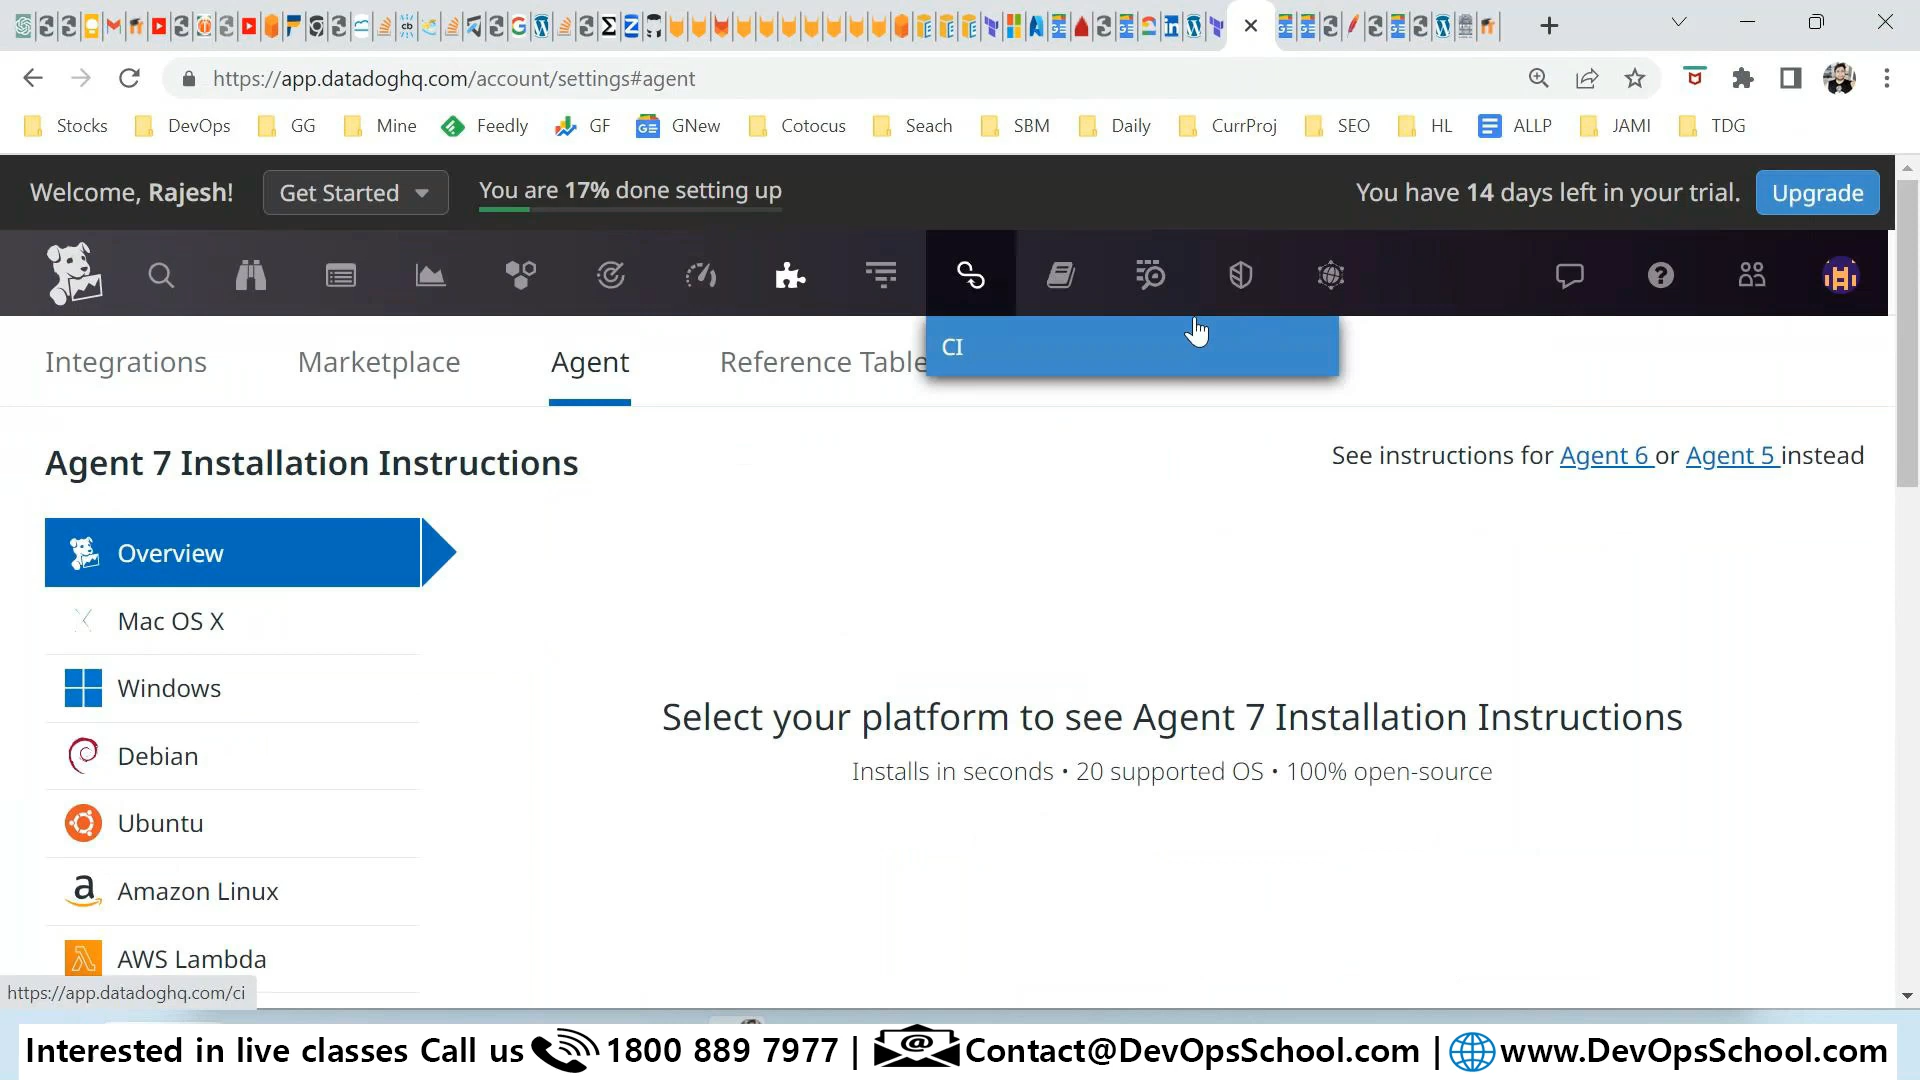 https://app.datadoghq.com/account/settings#agent
Stocks DevOps GG Mine Feedly GF GNew Cotocus Seach SBM Daily CurrProj SEO HL ALLP JAMI TDG
Welcome, Rajesh! Get Started You are 17% done setting up You have 14 days left in your trial. Upgrade
CI
Integrations Marketplace Agent Reference Table
Agent 7 Installation Instructions
See instructions for Agent 6 or Agent 5 instead
Overview
Mac OS X
Windows
Debian
Ubuntu
Amazon Linux
AWS Lambda
Select your platform to see Agent 7 Installation Instructions
Installs in seconds • 20 supported OS • 100% open-source
https://app.datadoghq.com/ci
Interested in live classes Call us 1800 889 7977 | Contact@DevOpsSchool.com | www.DevOpsSchool.com